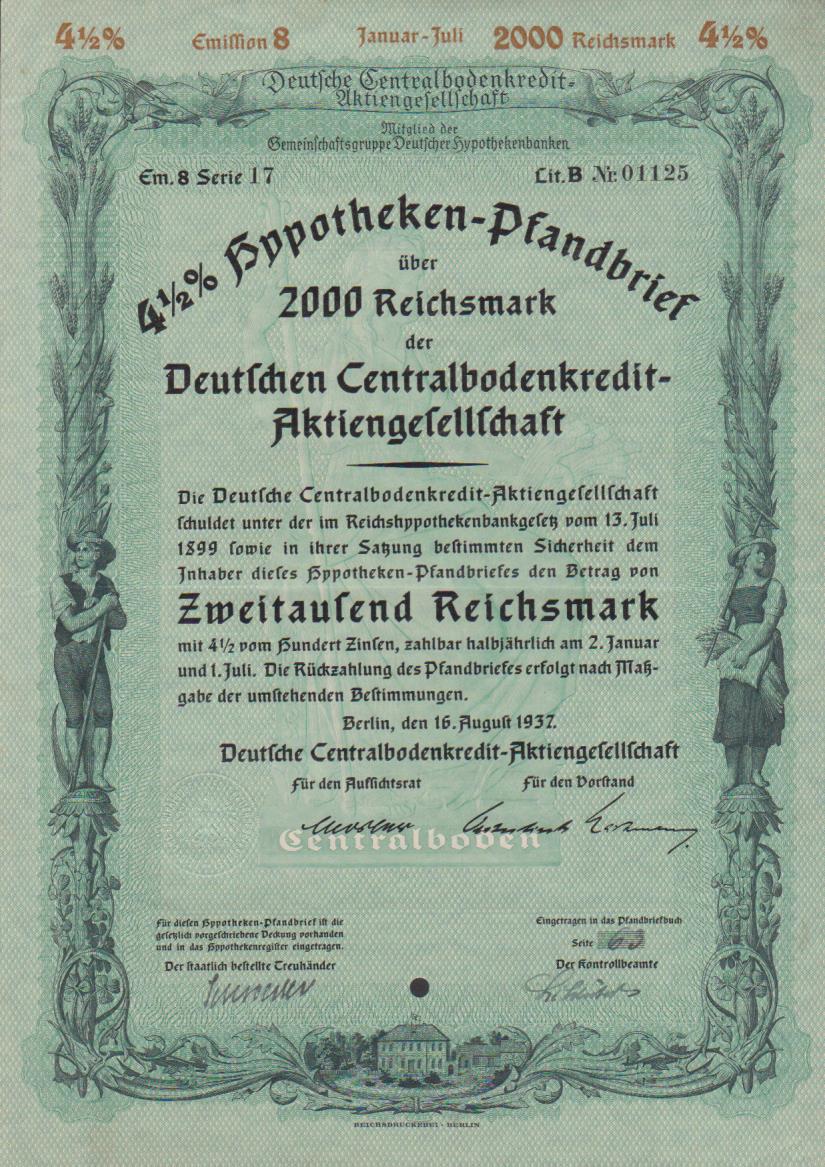 4½% Emission 8 Januar-Juli 2000 Reichsmark 4½%
Deutsche Centralbodenkredit-
Aktiengesellschaft
Mitglied der
Gemeinschaftsgruppe Deutscher Hypothekenbanken
Em. 8 Serie 17 Lit. B Nr. 01125
4½% Hypotheken-Pfandbrief
über
2000 Reichsmark
der
Deutschen Centralbodenkredit-
Aktiengesellschaft
Die Deutsche Centralbodenkredit-Aktiengesellschaft
schuldet unter der im Reichshypothekenbankgesetz vom 13. Juli
1899 sowie in ihrer Satzung bestimmten Sicherheit dem
Inhaber dieses Hypotheken-Pfandbriefes den Betrag von
Zweitausend Reichsmark
mit 4½ vom Hundert Zinsen, zahlbar halbjährlich am 2. Januar
und 1. Juli. Die Rückzahlung des Pfandbriefes erfolgt nach Maß-
gabe der umstehenden Bestimmungen.
Berlin, den 16. August 1937.
Deutsche Centralbodenkredit-Aktiengesellschaft
Für den Aufsichtsrat Für den Vorstand
Centralboden
Für diesen Hypotheken-Pfandbrief ist die
gesetzlich vorgeschriebene Deckung vorhanden
und in das Hypothekenregister eingetragen.
Der staatlich bestellte Treuhänder
Eingetragen in das Pfandbriefbuch
Seite
Der Kontrollbeamte
REICHSDRUCKEREI · BERLIN